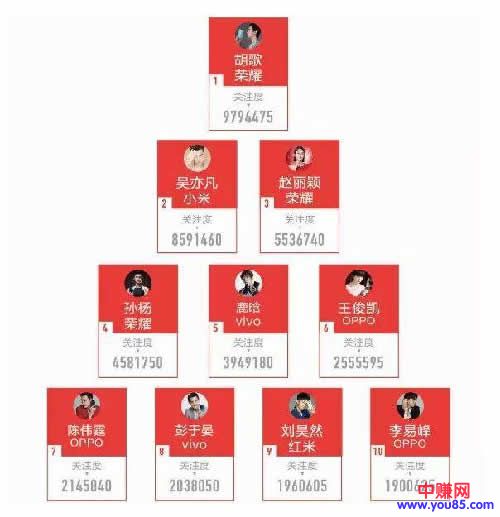 胡歌
荣耀
1
关注度
9794475
吴亦凡
小米
2
关注度
8591460
赵丽颖
荣耀
3
关注度
5536740
孙杨
荣耀
4
关注度
4581750
鹿晗
vivo
5
关注度
3949180
王俊凯
OPPO
6
关注度
2555595
陈伟霆
OPPO
7
关注度
2145840
彭于晏
vivo
8
关注度
2038050
刘昊然
红米
9
关注度
1960605
李易峰
OPPO
10
关注度
中赚网
www.you85.com